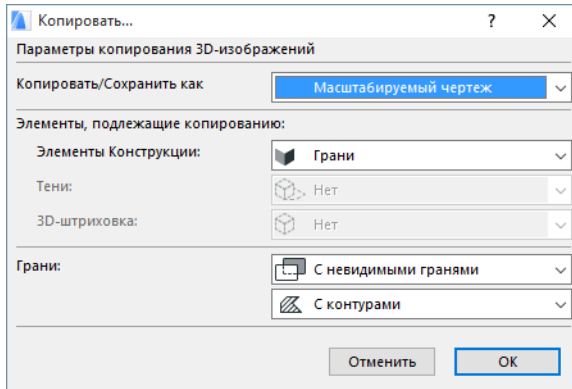 Копировать...
?
Параметры копирования 3D-изображений
Копировать/Сохранить как
Масштабируемый чертеж
Элементы, подлежащие копированию:
Элементы Конструкции:
Грани
Тени:
Нет
3D-штриховка:
Нет
Грани:
С невидимыми гранями
С контурами
Отменить
OK